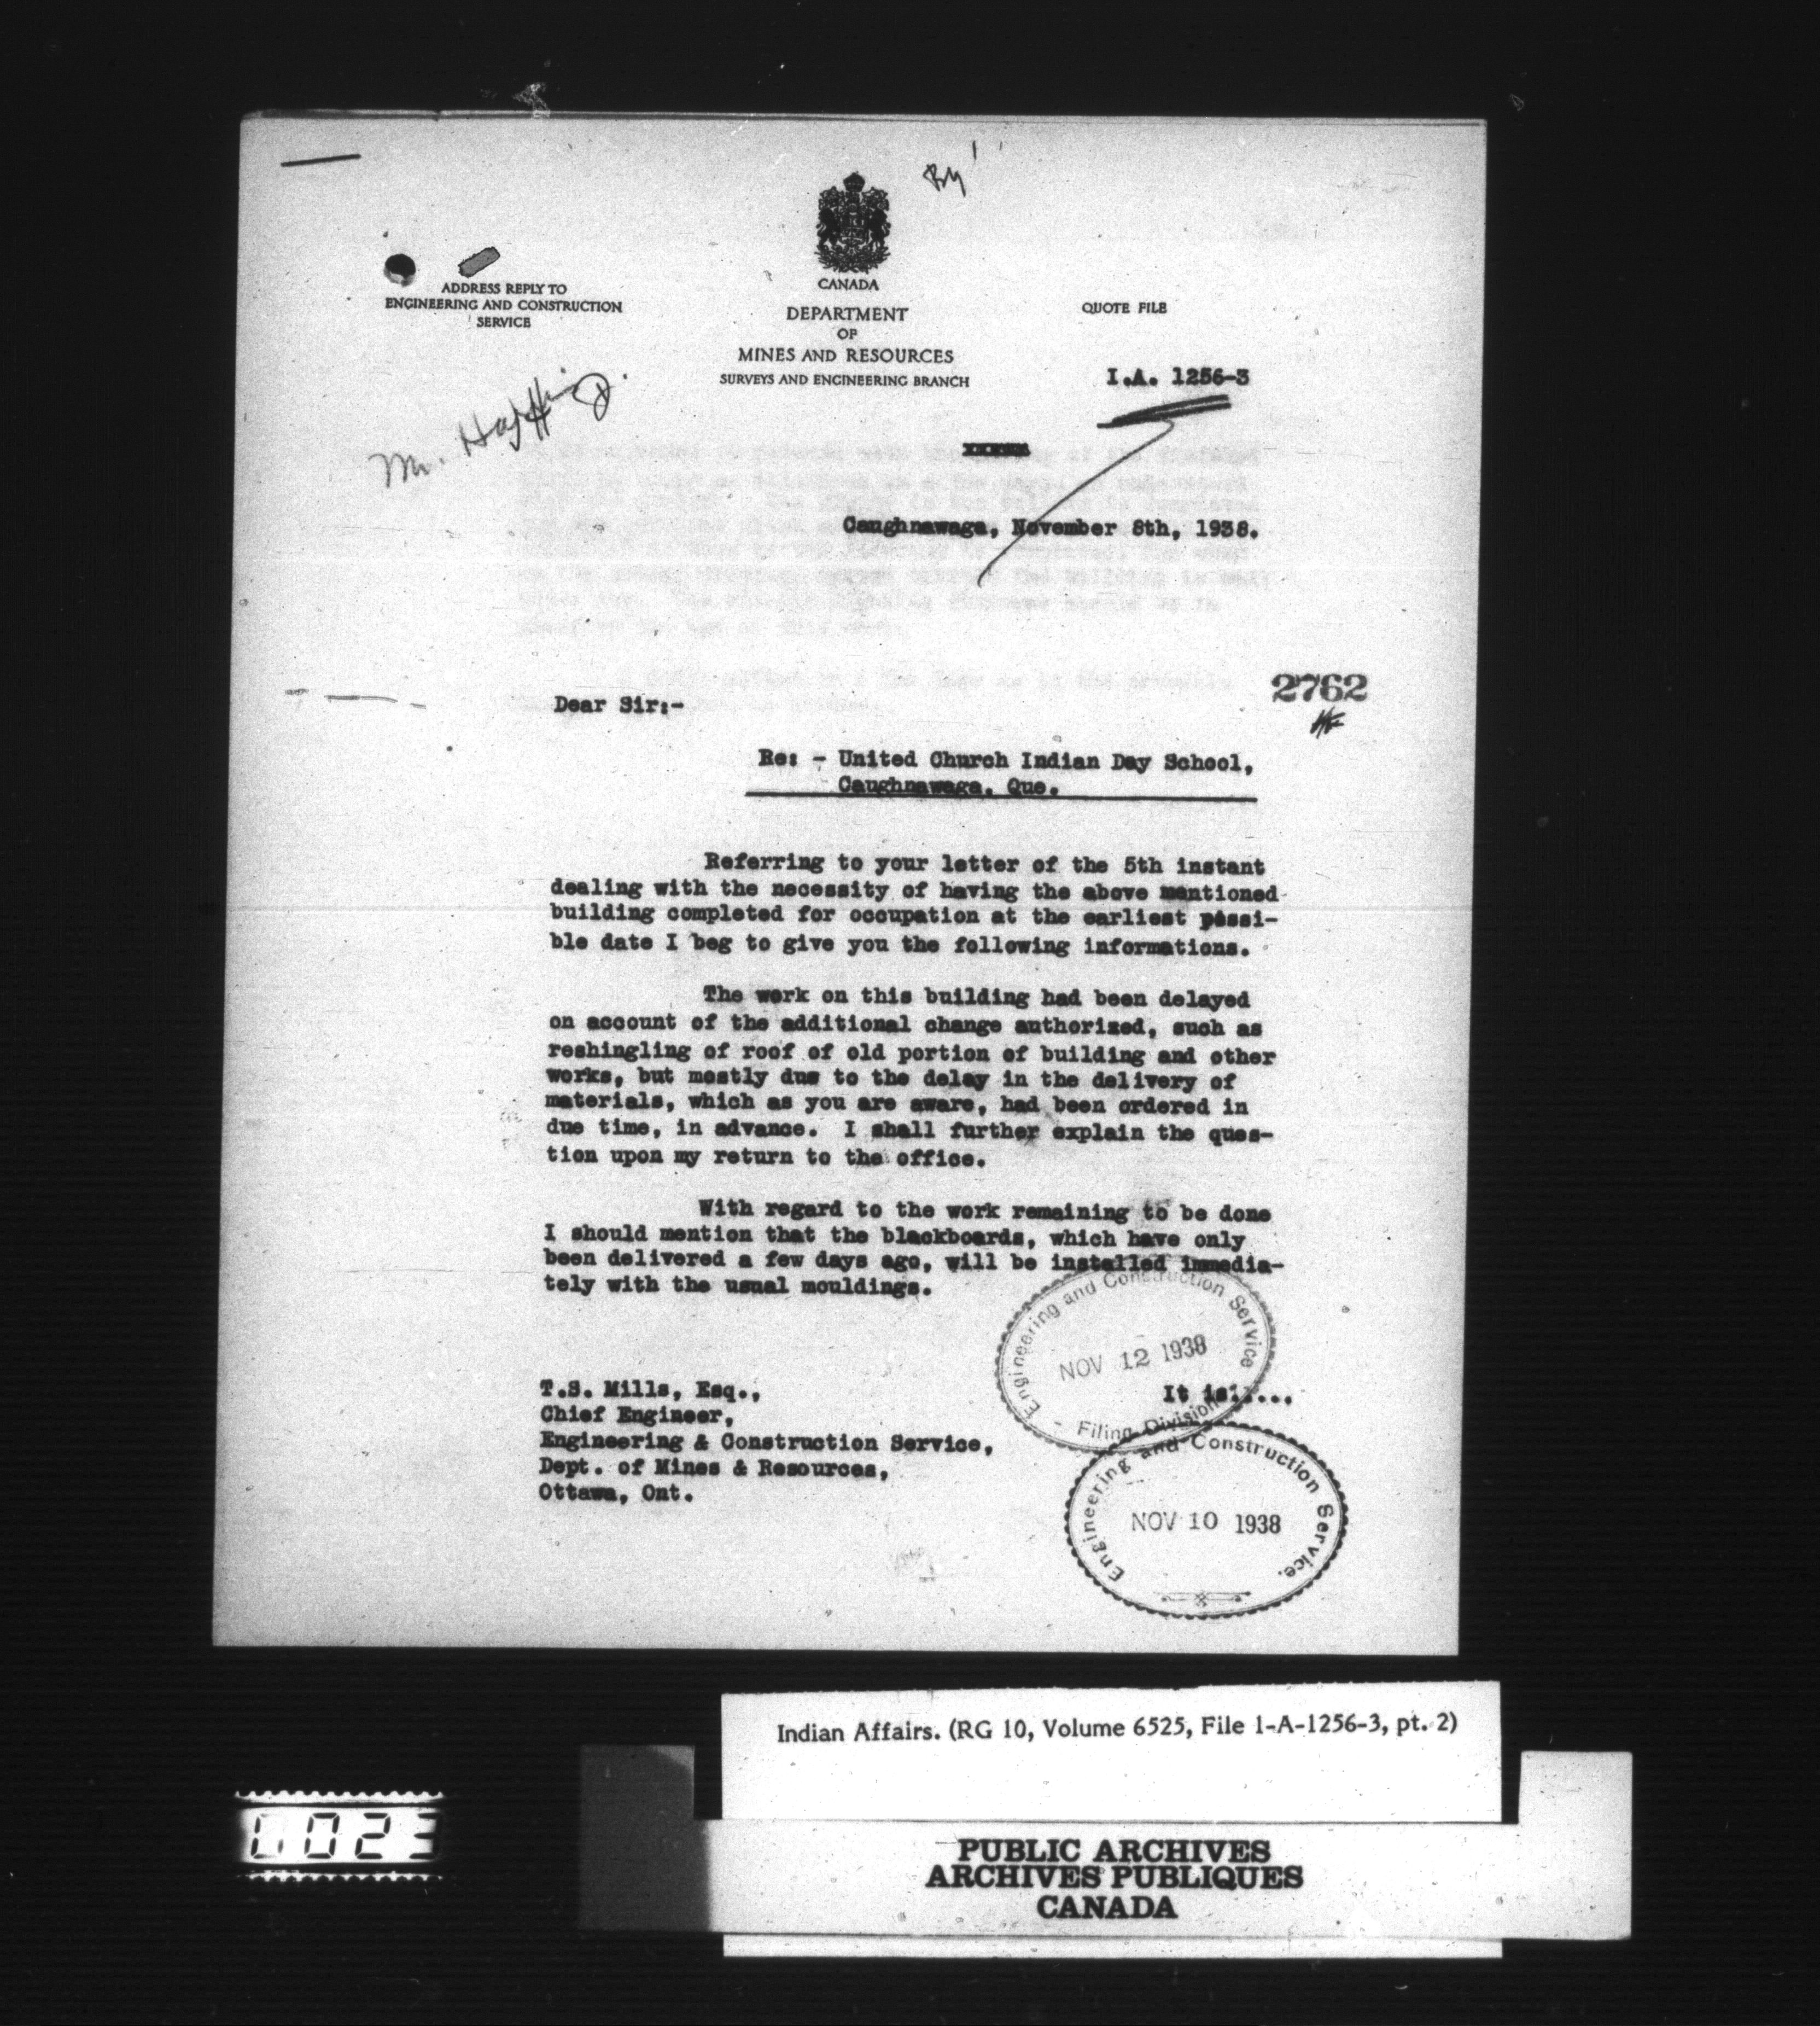 CANADA
ADDRESS REPLY TO
ENGINEERING AND CONSTRUCTION
SERVICE
DEPARTMENT
OF
MINES AND RESOURCES
SURVEYS AND ENGINEERING BRANCH
QUOTE FILE
I.A. 1256-3
Mr.
Caughnawaga, November 8th, 1938.
2762
Dear Sir:-
Re: - United Church Indian Day School,
Caughnawaga, Que.
Referring to your letter of the 5th instant
dealing with the necessity of having the above mentioned
building completed for occupation at the earliest possi-
ble date I beg to give you the following informations.
The work on this building had been delayed
on account of the additional change authorized, such as
reshingling of roof of old portion of building and other
works, but mostly due to the delay in the delivery of
materials, which as you are aware, had been ordered in
due time, in advance. I shall further explain the ques-
tion upon my return to the office.
With regard to the work remaining to be done
I should mention that the blackboards, which have only
been delivered a few days ago, will be installed immedia-
tely with the usual mouldings.
Engineering and Construction Service
NOV 12 1938
Filing Division
It is.....
T.S. Mills, Esq.,
Chief Engineer,
Engineering & Construction Service,
Dept. of Mines & Resources,
Ottawa, Ont.
Engineering and Construction Service.
NOV 10 1938
Indian Affairs. (RG 10, Volume 6525, File 1-A-1256-3, pt. 2)
PUBLIC ARCHIVES
ARCHIVES PUBLIQUES
CANADA